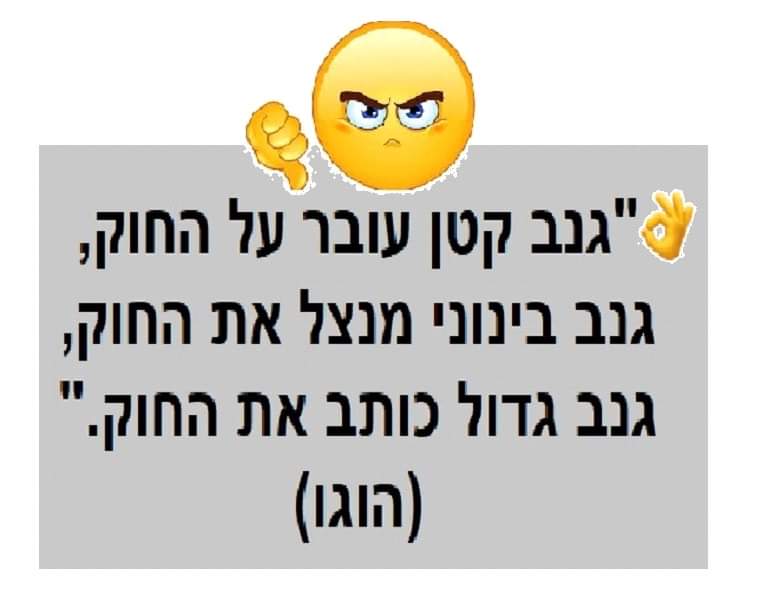 "גנב קטן עובר על החוק,
גנב בינוני מנצל את החוק,
גנב גדול כותב את החוק."
(הוגו)